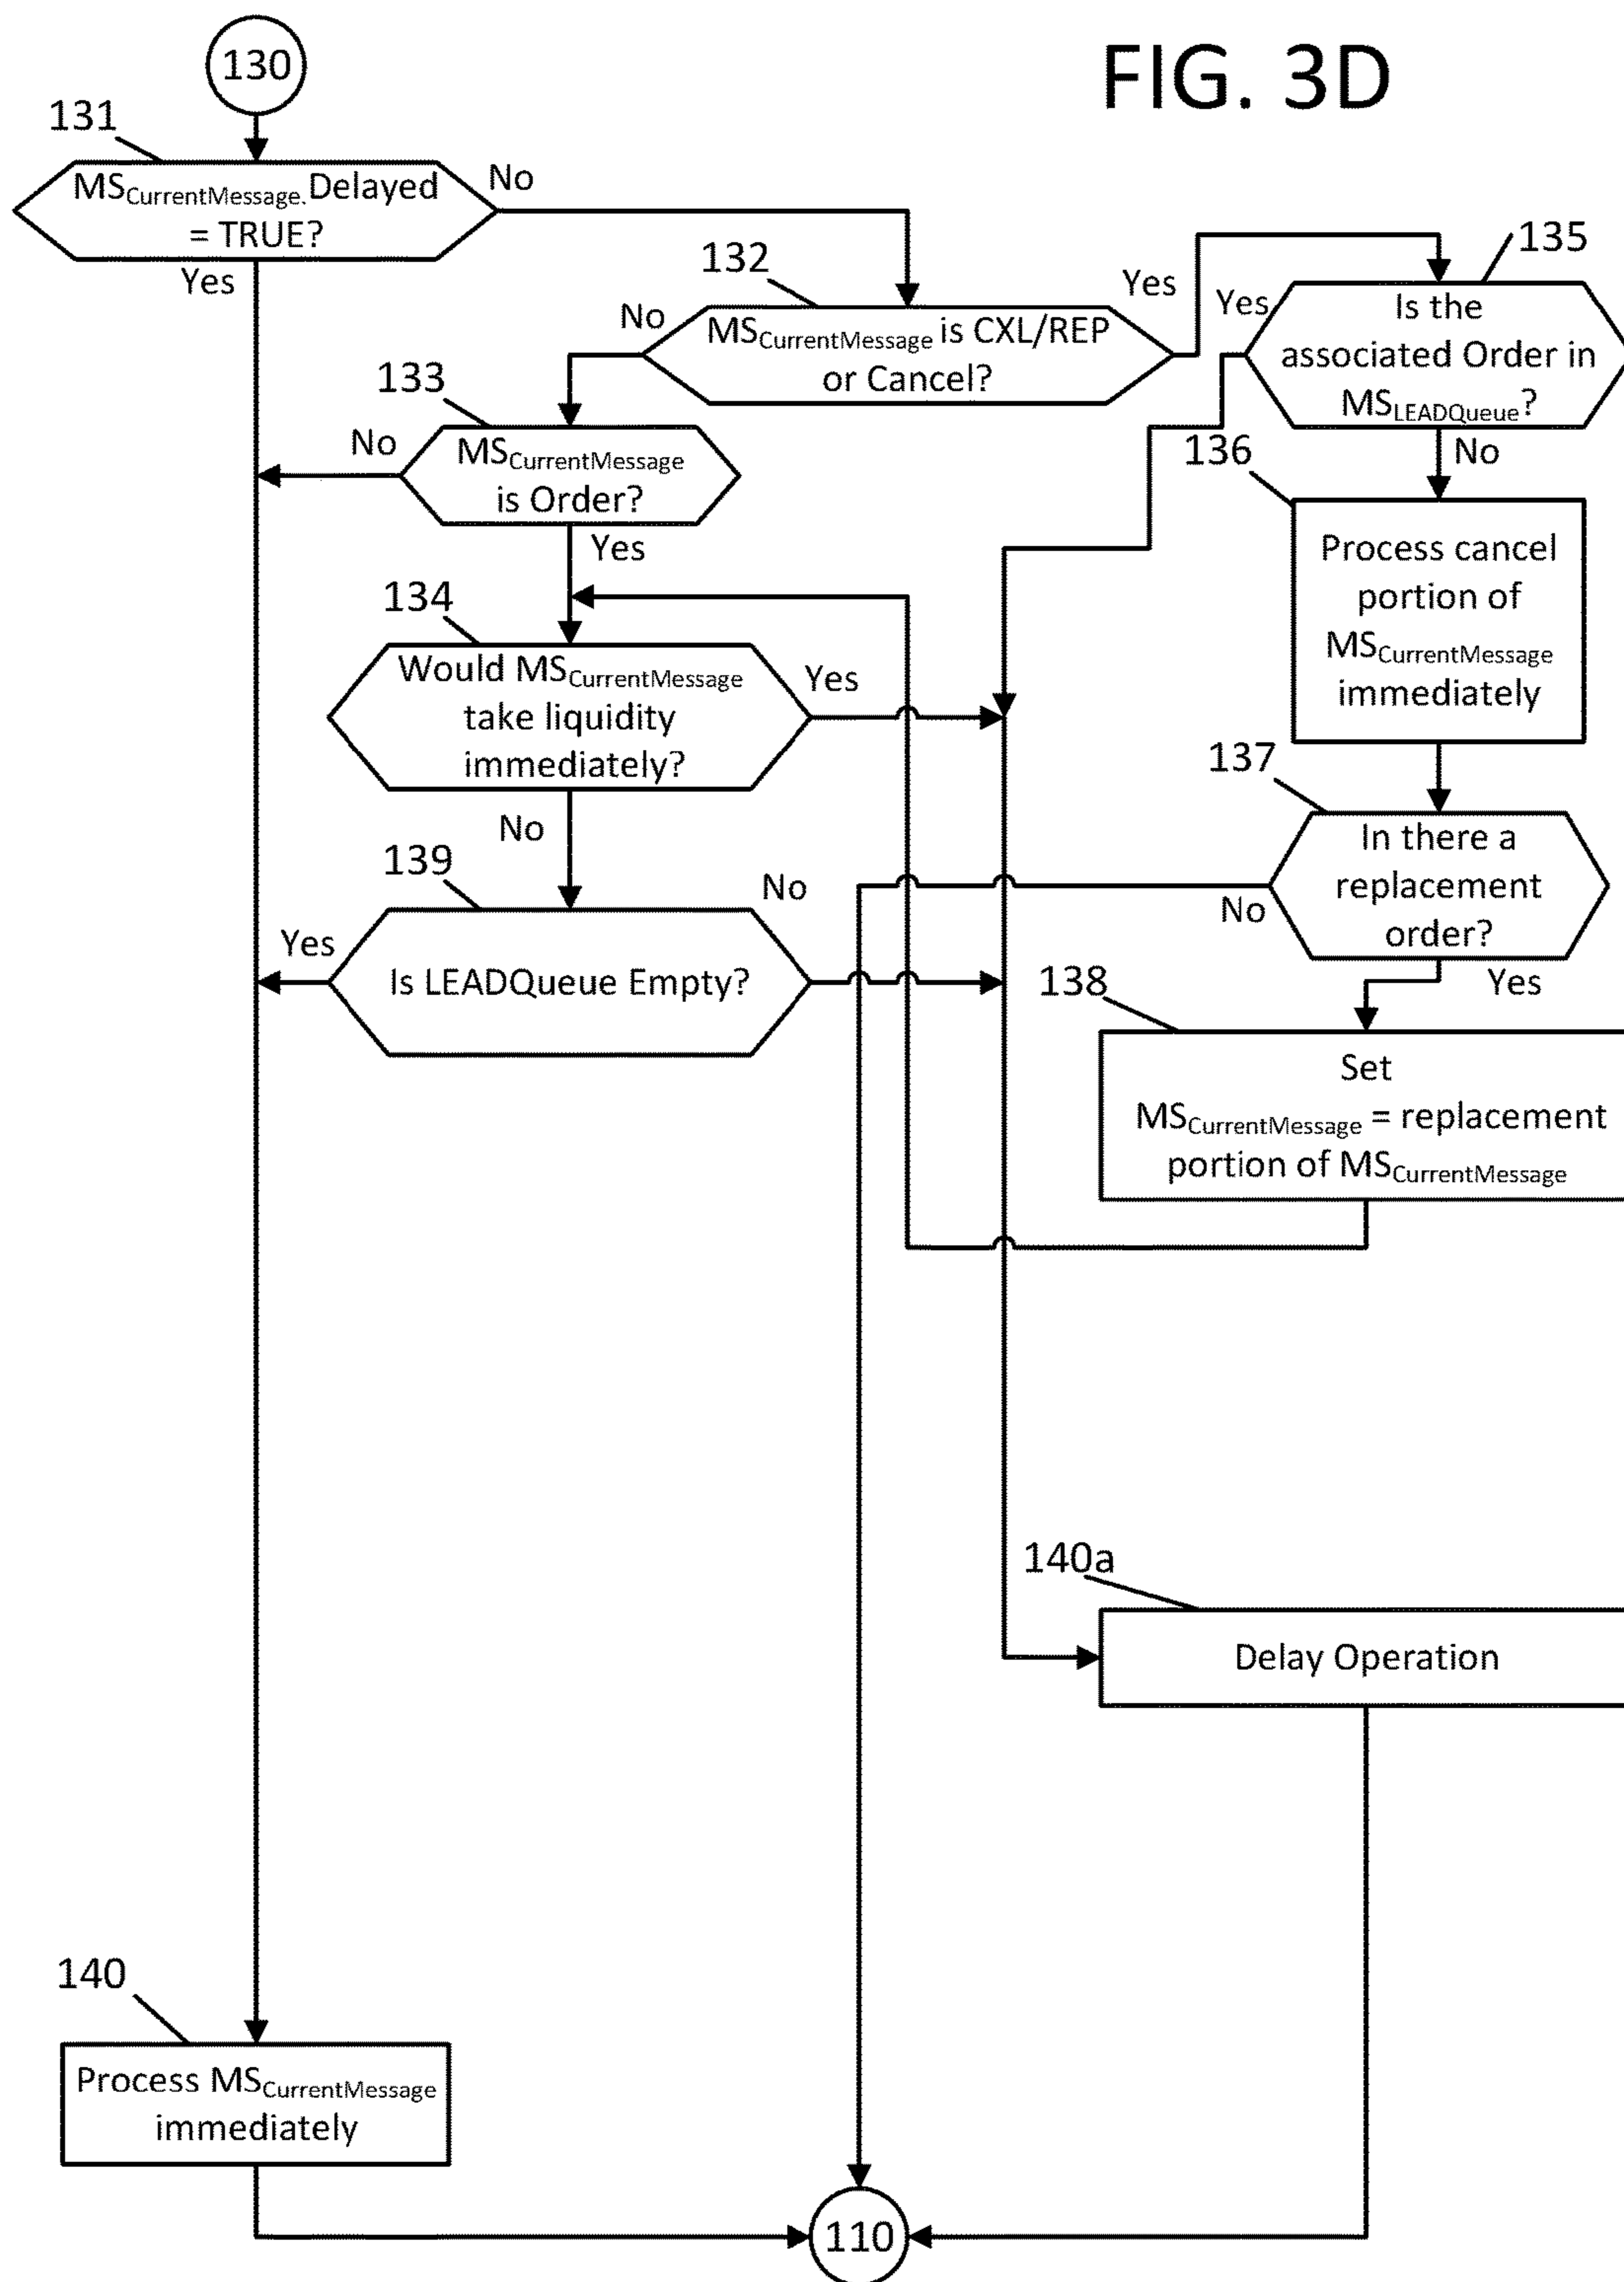 FIG. 3D
130
131
MSCurrentMessage.Delayed
= TRUE?
No
Yes
132
MSCurrentMessage is CXL/REP
or Cancel?
No
Yes
135
Is the
associated Order in
MSLEADQueue?
Yes
No
133
MSCurrentMessage
is Order?
No
Yes
136
Process cancel
portion of
MSCurrentMessage
immediately
134
Would MSCurrentMessage
take liquidity
immediately?
Yes
No
137
In there a
replacement
order?
No
Yes
139
Is LEADQueue Empty?
Yes
No
138
Set
MSCurrentMessage = replacement
portion of MSCurrentMessage
140a
Delay Operation
140
Process MSCurrentMessage
immediately
110